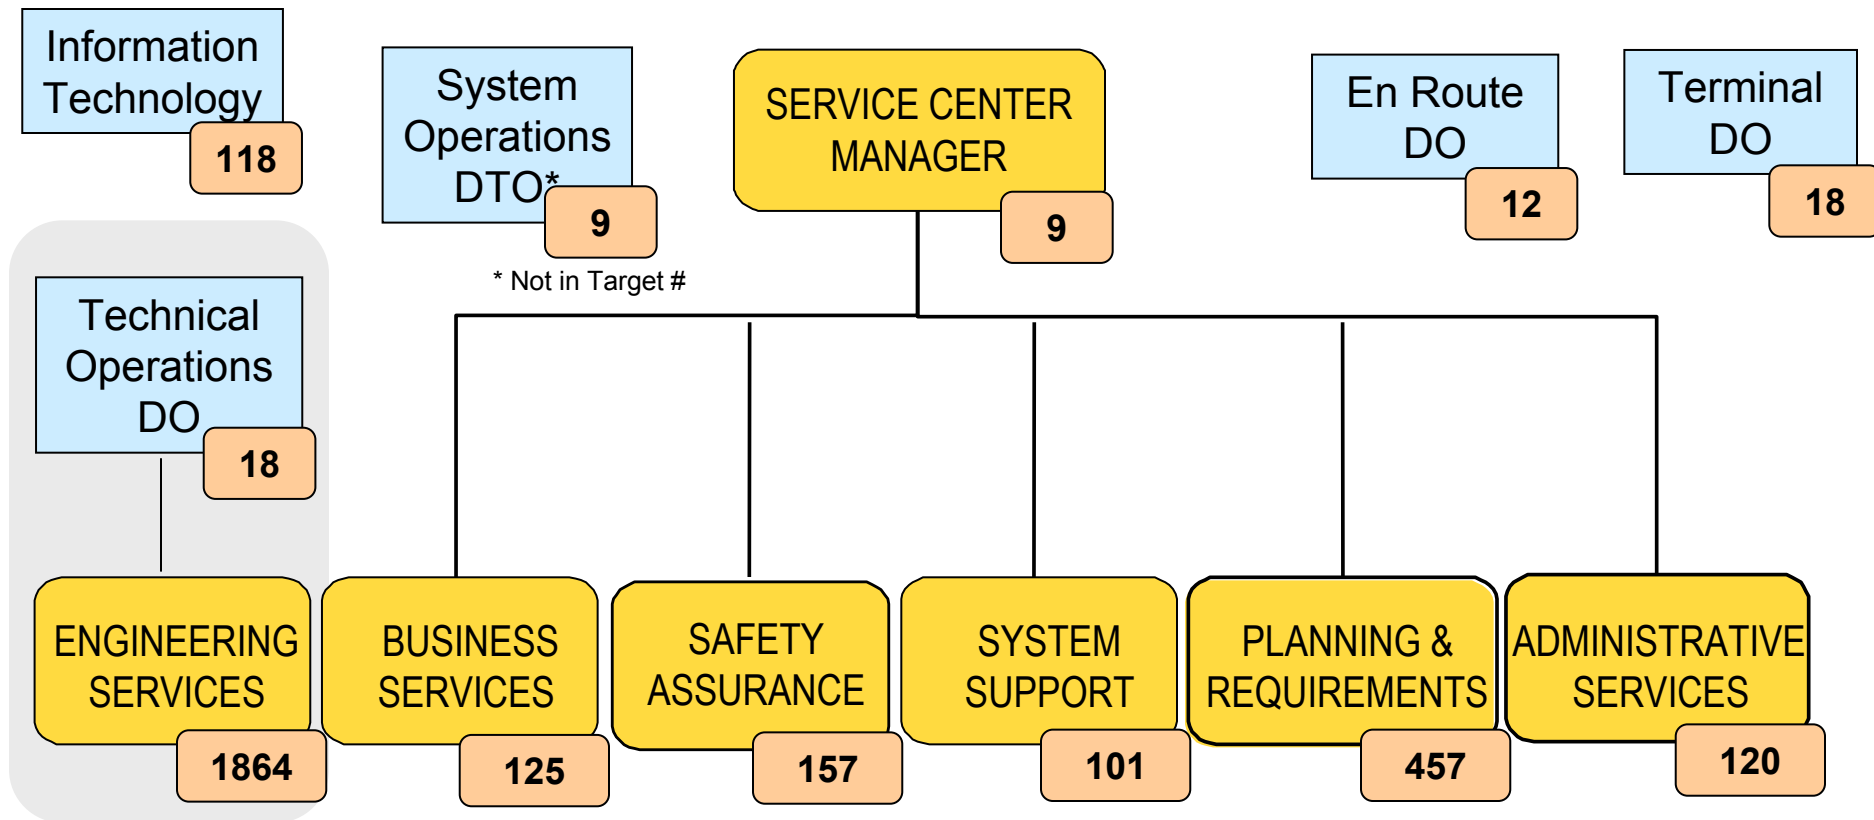 Information
Technology
118
System
Operations
DTO*
9
* Not in Target #
SERVICE CENTER
MANAGER
9
En Route
DO
12
Terminal
DO
18
Technical
Operations
DO
18
ENGINEERING
SERVICES
1864
BUSINESS
SERVICES
125
SAFETY
ASSURANCE
157
SYSTEM
SUPPORT
101
PLANNING &
REQUIREMENTS
457
ADMINISTRATIVE
SERVICES
120